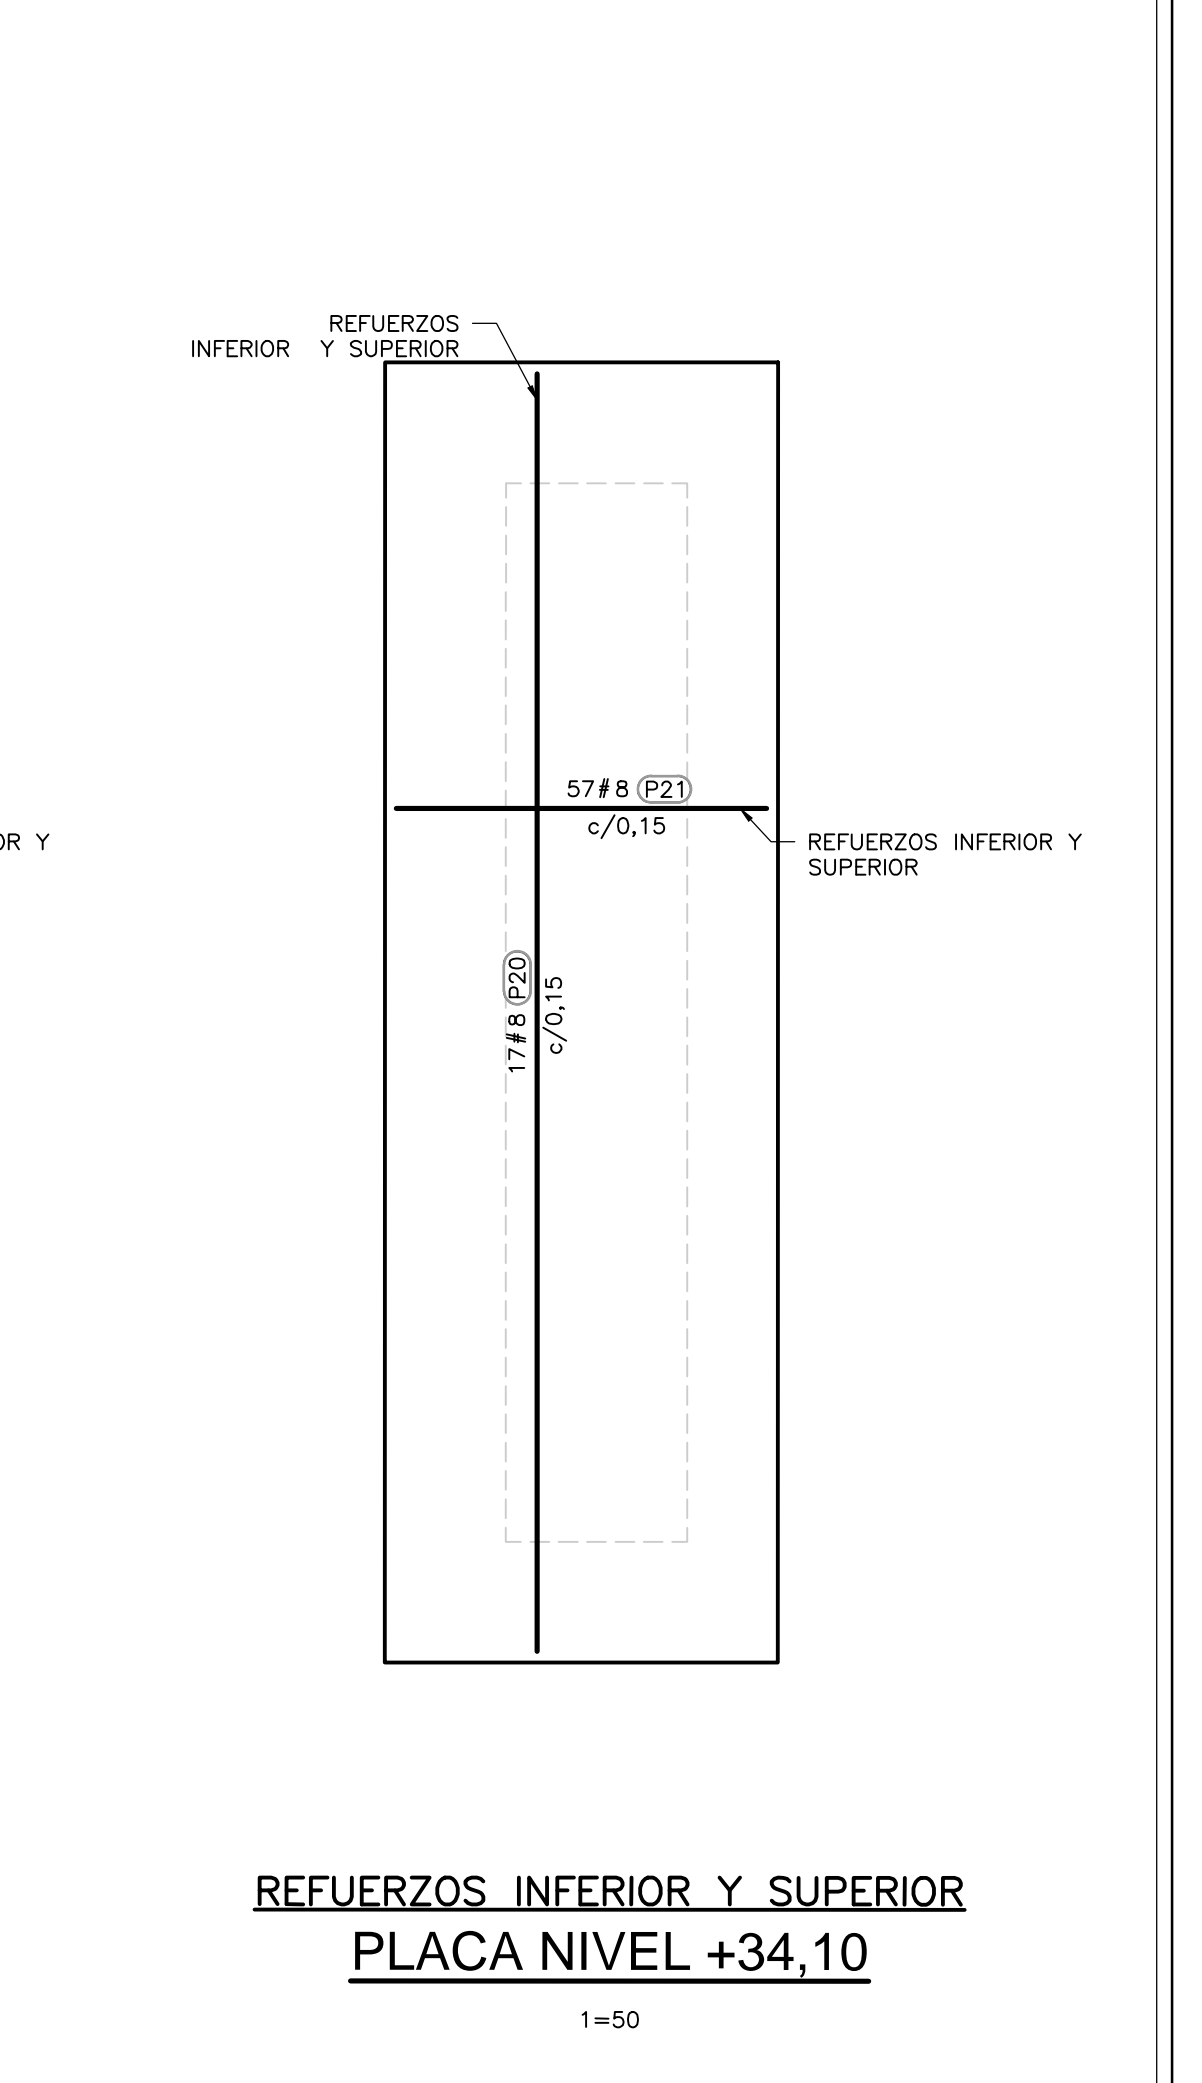 REFUERZOS
INFERIOR Y SUPERIOR
57#8 P21
c/0,15
OR Y
REFUERZOS INFERIOR Y
SUPERIOR
17#8 P20
c/0,15
REFUERZOS INFERIOR Y SUPERIOR
PLACA NIVEL +34,10
1=50